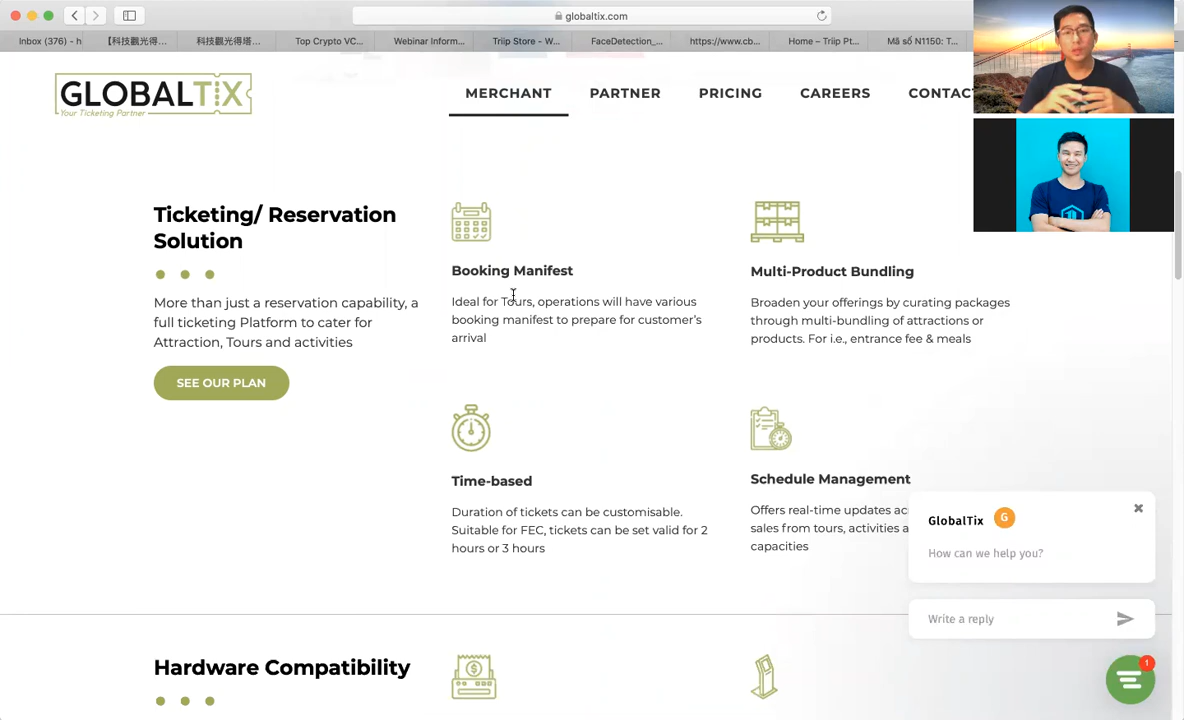 globaltix.com
Inbox (376) - h
【科技觀光得...
科技觀光得塔...
Top Crypto VC...
Webinar Inform...
Triip Store - W...
FaceDetection_...
https://www.cb...
Home – Triip Pt...
Mã số N1150: T...
GLOBALTIX
Your Ticketing Partner
MERCHANT
PARTNER
PRICING
CAREERS
CONTAC
Ticketing/ Reservation
Solution
More than just a reservation capability, a
full ticketing Platform to cater for
Attraction, Tours and activities
SEE OUR PLAN
Booking Manifest
Ideal for Tours, operations will have various
booking manifest to prepare for customer's
arrival
Multi-Product Bundling
Broaden your offerings by curating packages
through multi-bundling of attractions or
products. For i.e., entrance fee & meals
Time-based
Duration of tickets can be customisable.
Suitable for FEC, tickets can be set valid for 2
hours or 3 hours
Schedule Management
Offers real-time updates ac
sales from tours, activities a
capacities
GlobalTix
G
How can we help you?
Write a reply
1
Hardware Compatibility